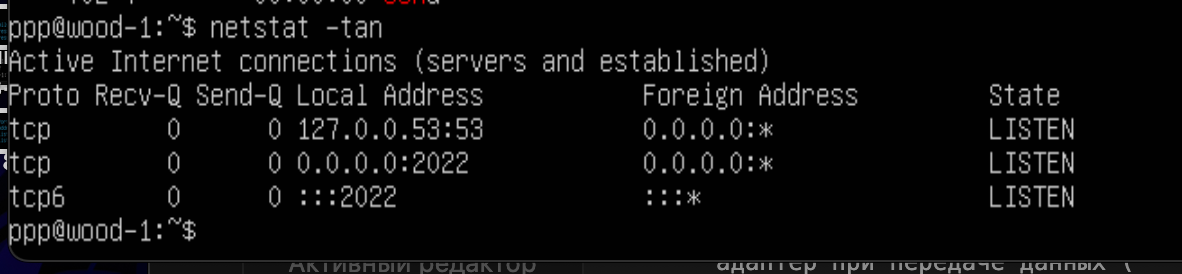 ppp@wood-1:~$ netstat -tan
Active Internet connections (servers and established)
Proto Recv-Q Send-Q Local Address Foreign Address State
tcp 0 0 127.0.0.53:53 0.0.0.0:* LISTEN
tcp 0 0 0.0.0.0:2022 0.0.0.0:* LISTEN
tcp6 0 0 :::2022 :::* LISTEN
ppp@wood-1:~$
Активный редактор адаптер при передаче данных (